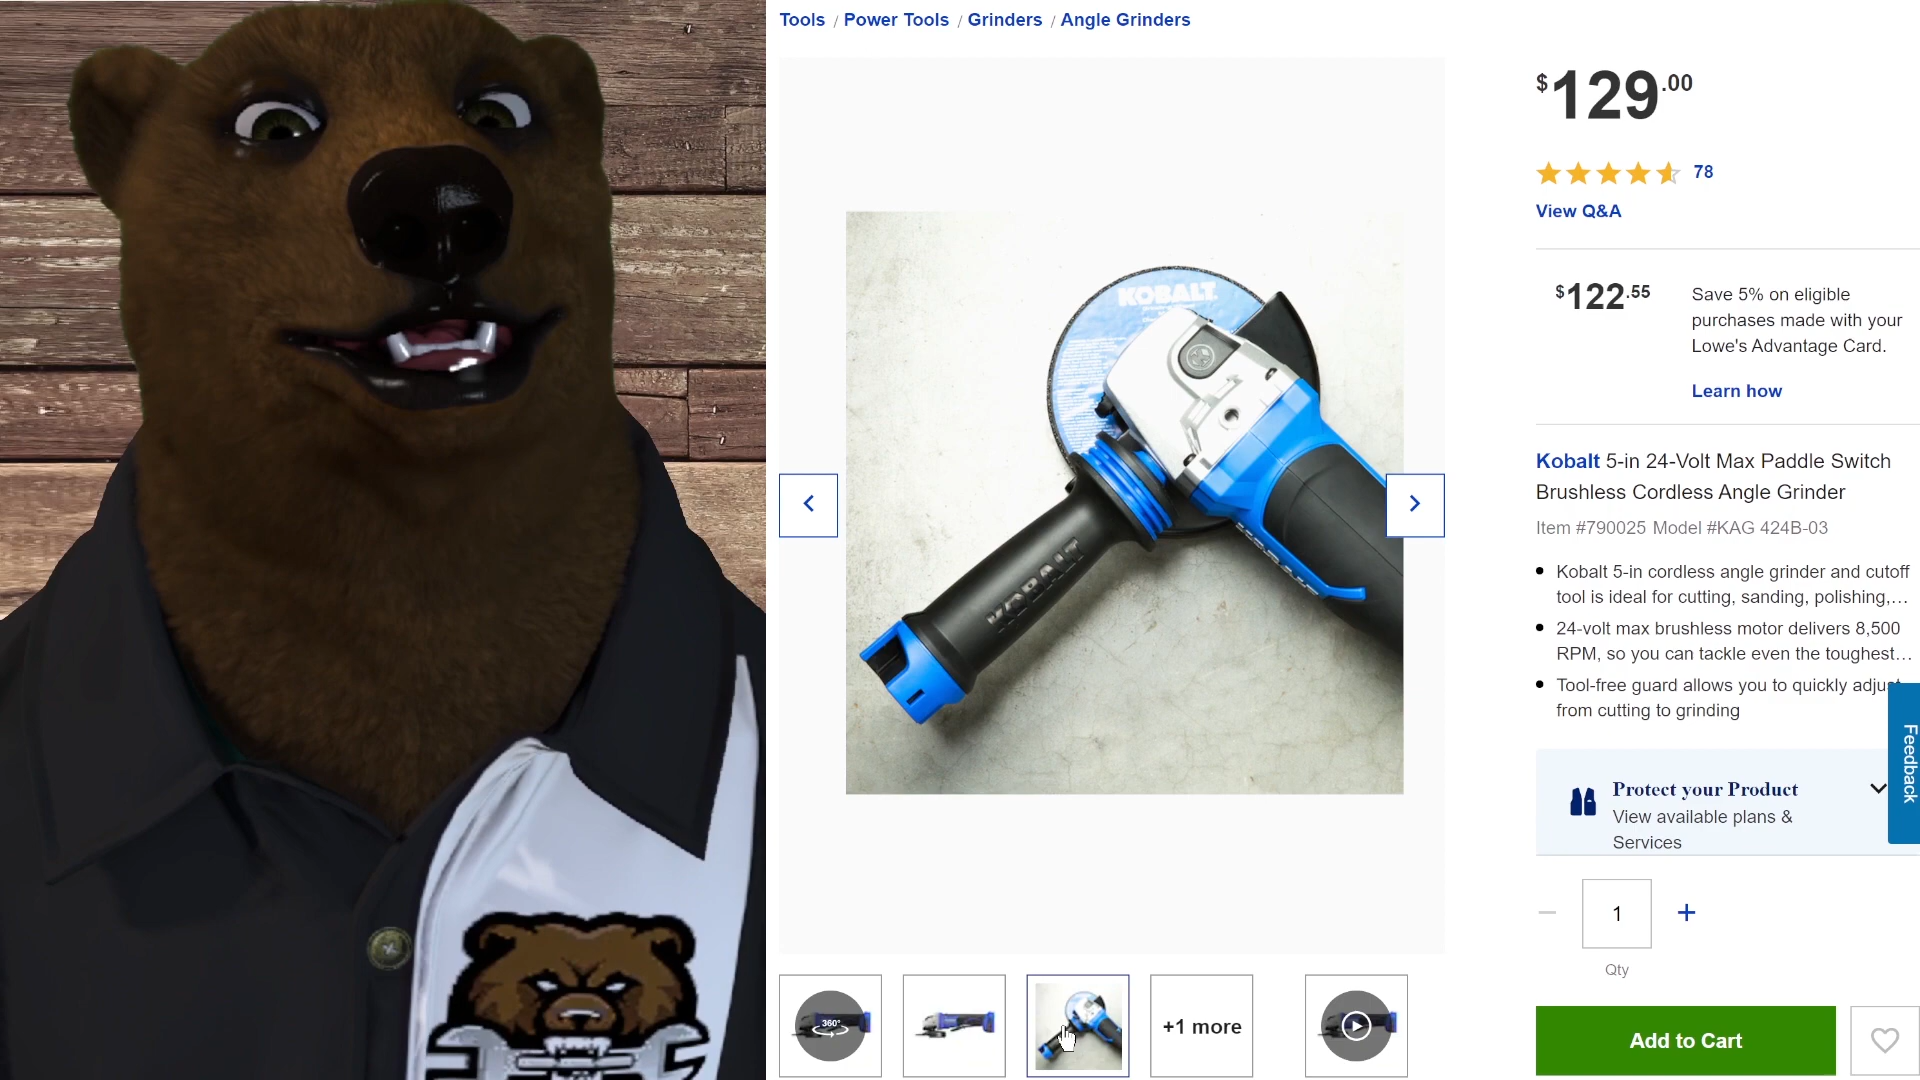 Tools / Power Tools / Grinders / Angle Grinders
$129.00
78
View Q&A
$122.55
Save 5% on eligible
purchases made with your
Lowe's Advantage Card.
Learn how
Kobalt 5-in 24-Volt Max Paddle Switch
Brushless Cordless Angle Grinder
Item #790025 Model #KAG 424B-03
Kobalt 5-in cordless angle grinder and cutoff
tool is ideal for cutting, sanding, polishing,...
24-volt max brushless motor delivers 8,500
RPM, so you can tackle even the toughest...
Tool-free guard allows you to quickly adjust
from cutting to grinding
Feedback
Protect your Product
View available plans &
Services
1
Qty
Add to Cart
KOBALT
KOBALT
KOBALT
360°
+1 more